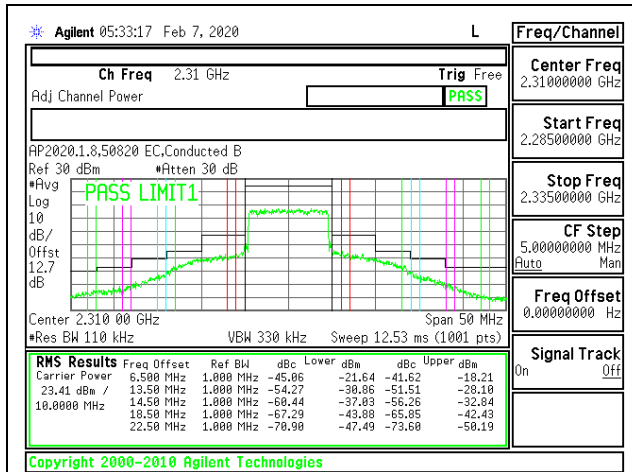 Agilent 05:33:17 Feb 7, 2020 L
Freq/Channel
Ch Freq 2.31 GHz Trig Free
Adj Channel Power PASS
Center Freq
2.31000000 GHz
Start Freq
2.28500000 GHz
Stop Freq
2.33500000 GHz
CF Step
5.00000000 MHz
Auto Man
Freq Offset
0.00000000 Hz
Signal Track
On Off
AP2020.1.8,50820 EC,Conducted B
Ref 30 dBm #Atten 30 dB
#Avg
Log
10
dB/
Offst
12.7
dB
PASS LIMIT1
Center 2.310 00 GHz Span 50 MHz
#Res BW 110 kHz VBW 330 kHz Sweep 12.53 ms (1001 pts)
RMS Results Freq Offset Ref BW dBc Lower dBm dBc Upper dBm
Carrier Power 6.500 MHz 1.000 MHz -45.06 -21.64 -41.62 -18.21
23.41 dBm / 13.50 MHz 1.000 MHz -54.27 -30.86 -51.51 -28.10
10.0000 MHz 14.50 MHz 1.000 MHz -60.44 -37.03 -56.26 -32.84
18.50 MHz 1.000 MHz -67.29 -43.88 -65.85 -42.43
22.50 MHz 1.000 MHz -70.90 -47.49 -73.60 -50.19
Copyright 2000-2010 Agilent Technologies